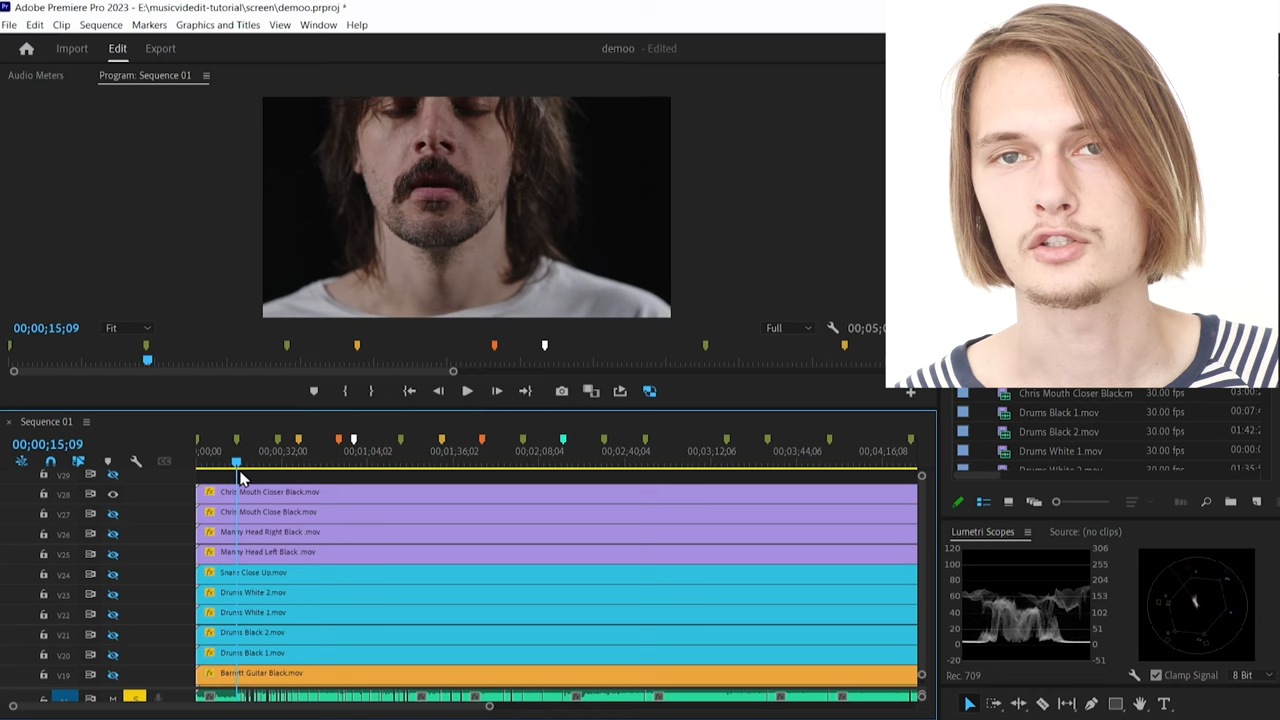 Adobe Premiere Pro 2023 - E:\musicvidedit-tutorial\screen\demoo.prproj *
File Edit Clip Sequence Markers Graphics and Titles View Window Help
Import Edit Export
demoo - Edited
Audio Meters Program: Sequence 01
00;00;15;09 Fit Full
Chris Mouth Closer Black.m 30.00 fps
Drums Black 1.mov 30.00 fps 00;07;4
Drums Black 2.mov 30.00 fps 01;42;
Drums White 1.mov 30.00 fps 00;01;2
× Sequence 01
00;00;15;09
;00;00 00;00;32;00 00;01;04;02 00;01;36;02 00;02;08;04 00;02;40;04 00;03;12;06 00;03;44;06 00;04;16;08
V29
V28 Chris Mouth Closer Black.mov
V27 Chris Mouth Close Black.mov
V26 Manny Head Right Black .mov
V25 Manny Head Left Black .mov
V24 Snare Close Up.mov
V23 Drums White 2.mov
V22 Drums White 1.mov
V21 Drums Black 2.mov
V20 Drums Black 1.mov
V19 Barrett Guitar Black.mov
M S
Lumetri Scopes Source: (no clips)
120 306
100 255
80 204
60 153
40 102
20 51
0 0
-20 -51
Rec. 709 Clamp Signal 8 Bit